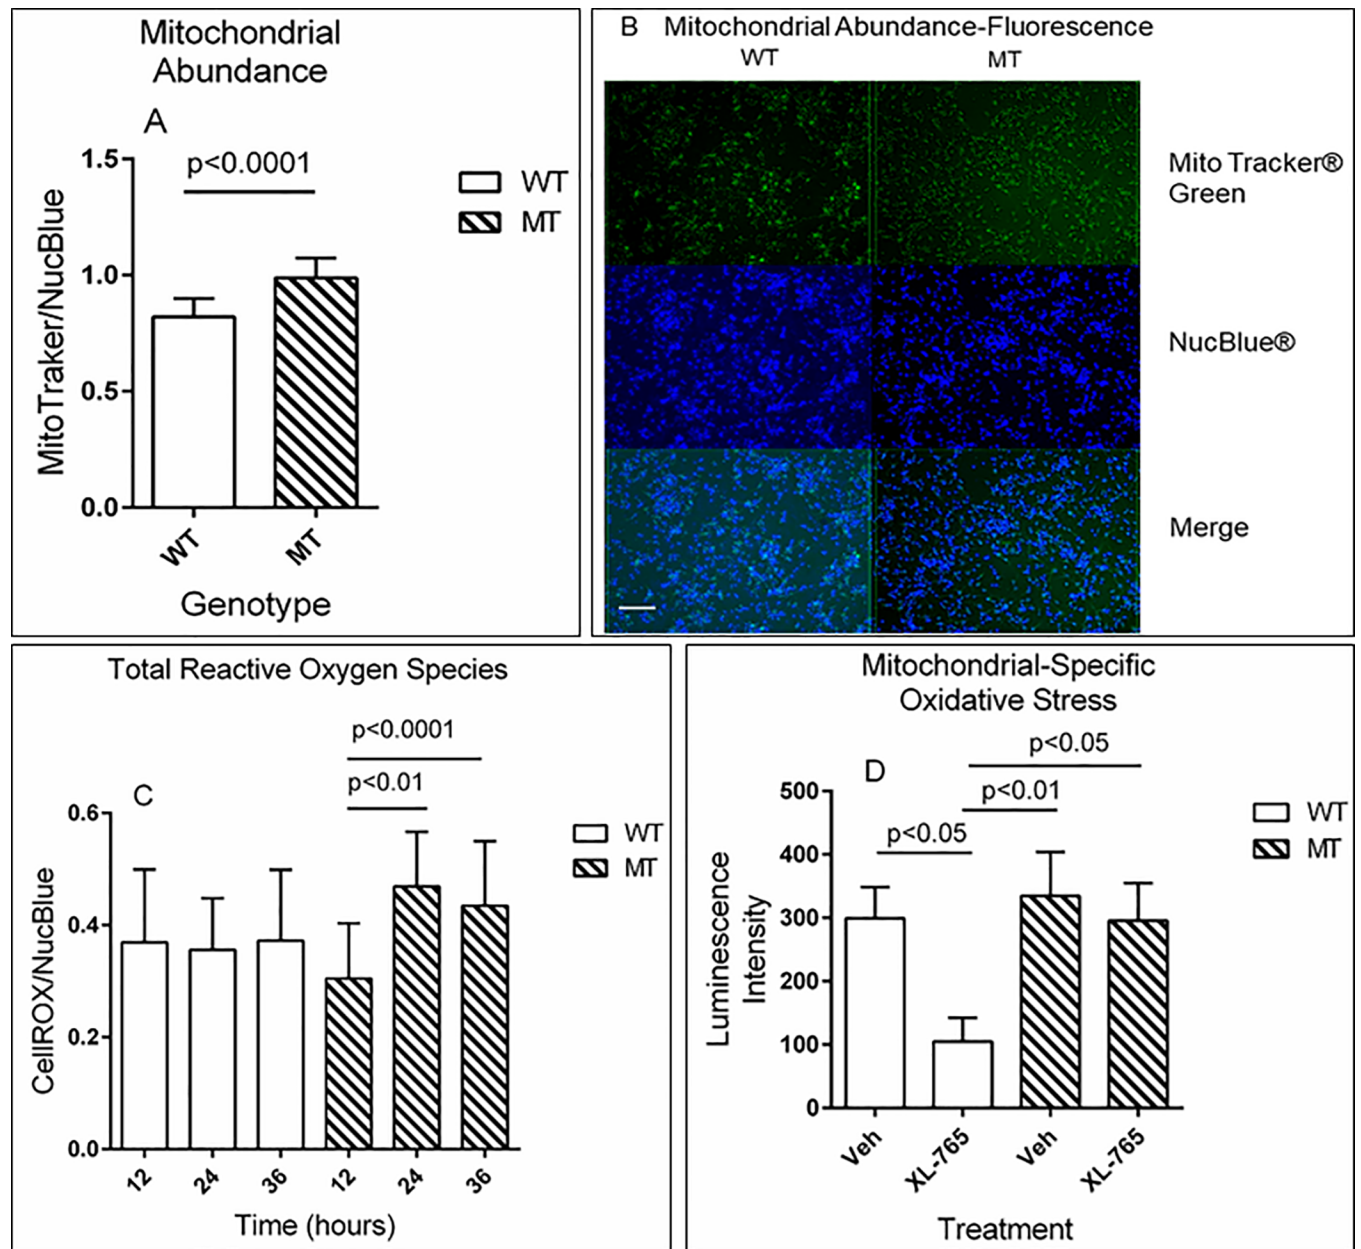 Mitochondrial
Abundance
A
p<0.0001
1.5
1.0
0.5
0.0
MitoTraker/NucBlue
WT
MT
WT
MT
Genotype
B Mitochondrial Abundance-Fluorescence
WT MT
Mito Tracker®
Green
NucBlue®
Merge
Total Reactive Oxygen Species
p<0.0001
p<0.01
C
0.6
0.4
0.2
0.0
CellROX/NucBlue
WT
MT
12 24 36 12 24 36
Time (hours)
Mitochondrial-Specific
Oxidative Stress
p<0.05
D
p<0.01
p<0.05
500
400
300
200
100
0
Luminescence
Intensity
WT
MT
Veh XL-765 Veh XL-765
Treatment